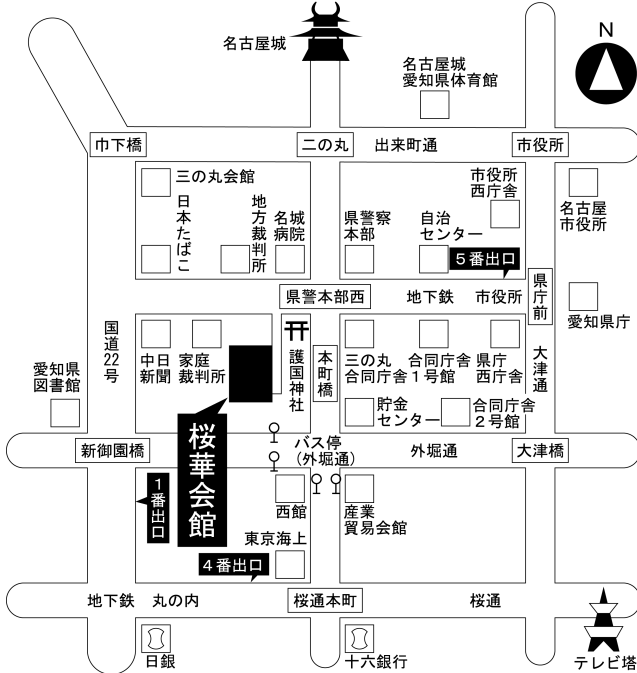 名古屋城
N
名古屋城
愛知県体育館
巾下橋
二の丸
出来町通
市役所
三の丸会館
日本たばこ
地方裁判所
名城
病院
県警察
本部
自治
センター
市役所
西庁舎
名古屋
市役所
5番出口
県警本部西
地下鉄 市役所
県庁前
愛知県庁
国道22号
中日
新聞
家庭
裁判所
護国神社
本町橋
三の丸
合同庁舎
合同庁舎
1号館
県庁
西庁舎
大津通
愛知県
図書館
貯金
センター
合同庁舎
2号館
桜華会館
新御園橋
バス停
(外堀通)
外堀通
大津橋
1番出口
西館
産業
貿易会館
東京海上
4番出口
地下鉄 丸の内
桜通本町
桜通
日銀
十六銀行
テレビ塔